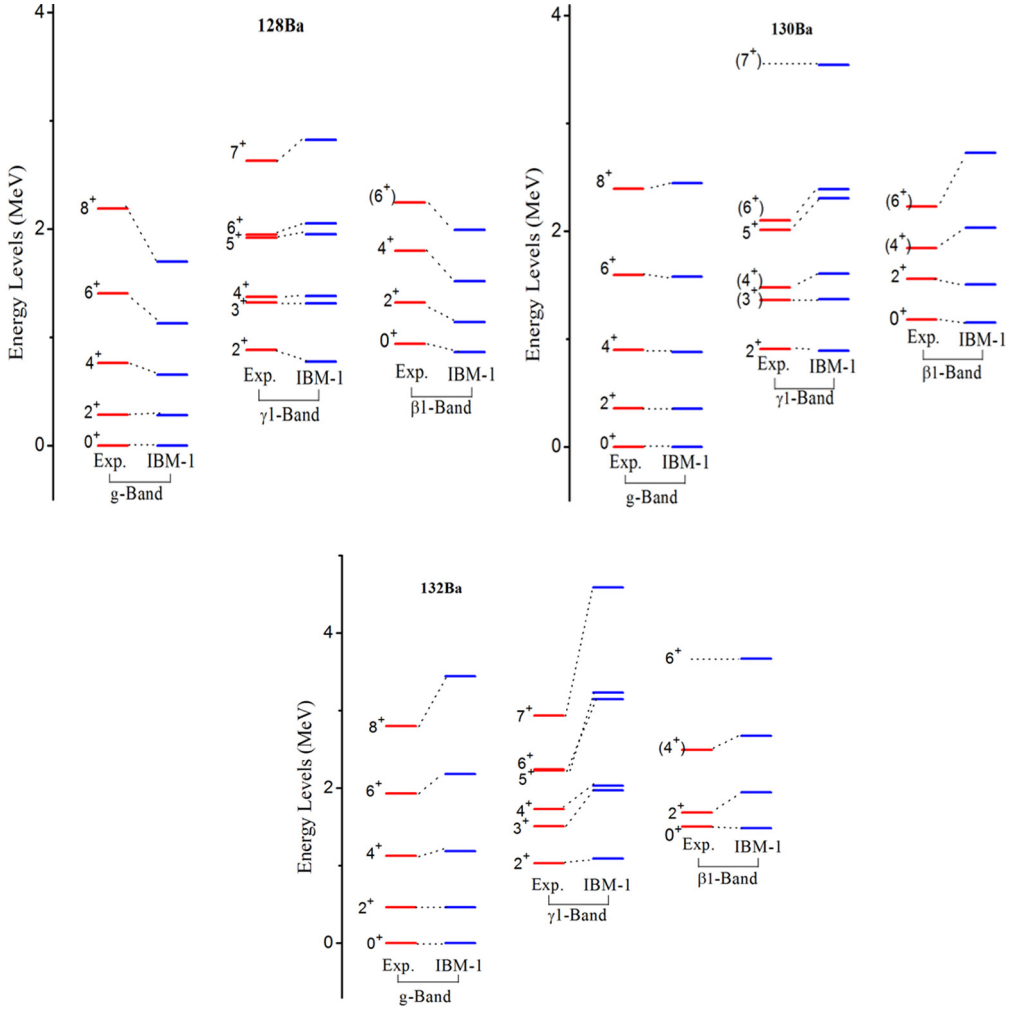 128Ba
Energy Levels (MeV)
4
2
0
8+
6+
4+
2+
0+
Exp. IBM-1
g-Band
7+
6+
5+
4+
3+
2+
Exp. IBM-1
γ1-Band
(6+)
4+
2+
0+
Exp. IBM-1
β1-Band
130Ba
Energy Levels (MeV)
4
2
0
8+
6+
4+
2+
0+
Exp. IBM-1
g-Band
(7+)
(6+)
5+
(4+)
(3+)
2+
Exp. IBM-1
γ1-Band
(6+)
(4+)
2+
0+
Exp. IBM-1
β1-Band
132Ba
Energy Levels (MeV)
4
2
0
8+
6+
4+
2+
0+
Exp. IBM-1
g-Band
7+
6+
5+
4+
3+
2+
Exp. IBM-1
γ1-Band
6+
(4+)
2+
0+
Exp. IBM-1
β1-Band